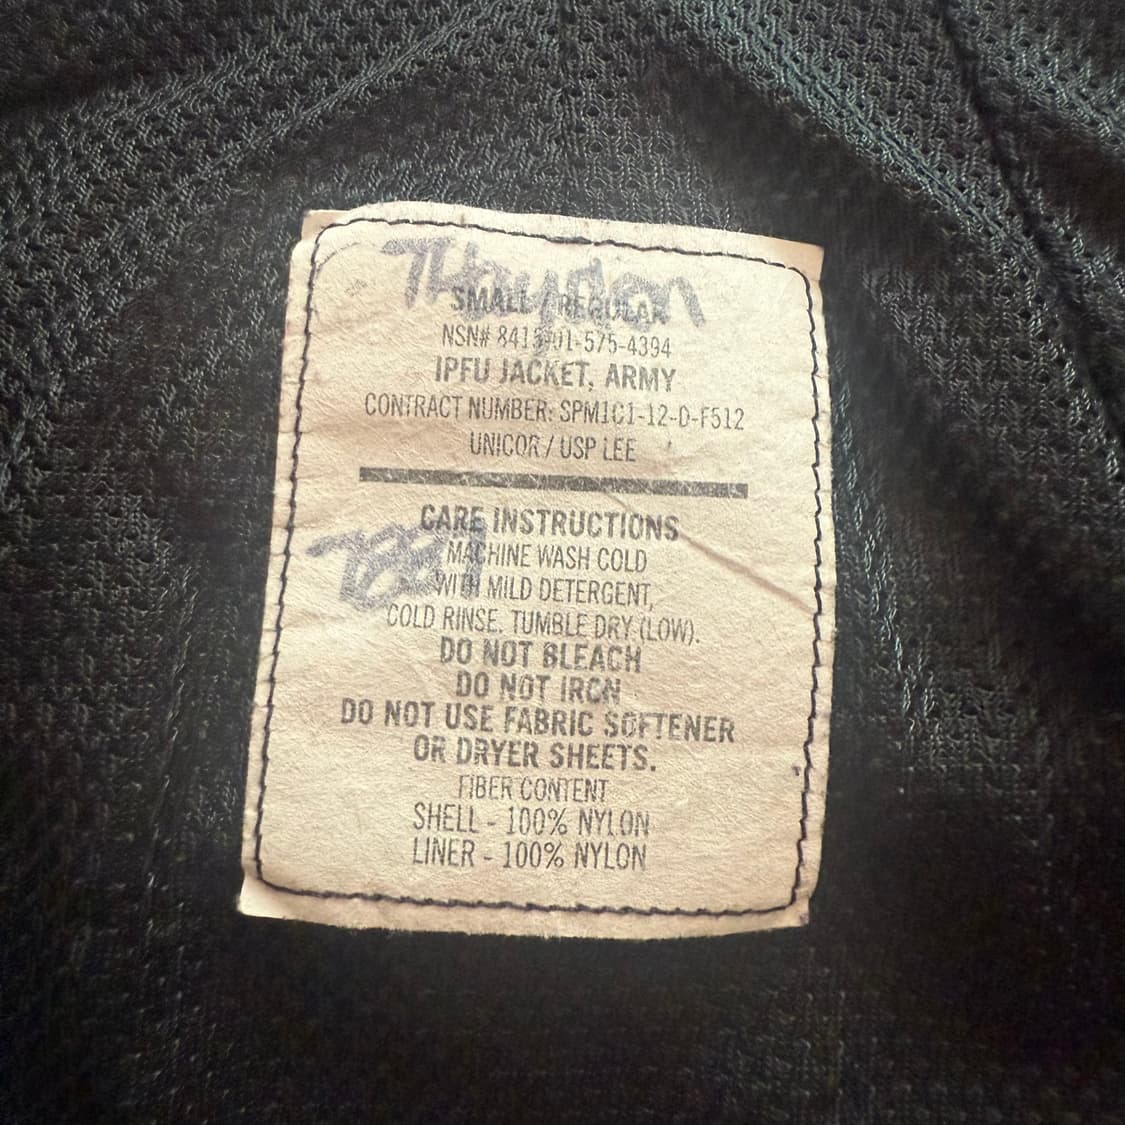 SMALL / REGULAR
NSN# 8415-01-575-4394
IPFU JACKET, ARMY
CONTRACT NUMBER: SPM1C1-12-D-F512
UNICOR / USP LEE
CARE INSTRUCTIONS
MACHINE WASH COLD
WITH MILD DETERGENT,
COLD RINSE. TUMBLE DRY (LOW).
DO NOT BLEACH
DO NOT IRON
DO NOT USE FABRIC SOFTENER
OR DRYER SHEETS.
FIBER CONTENT
SHELL - 100% NYLON
LINER - 100% NYLON